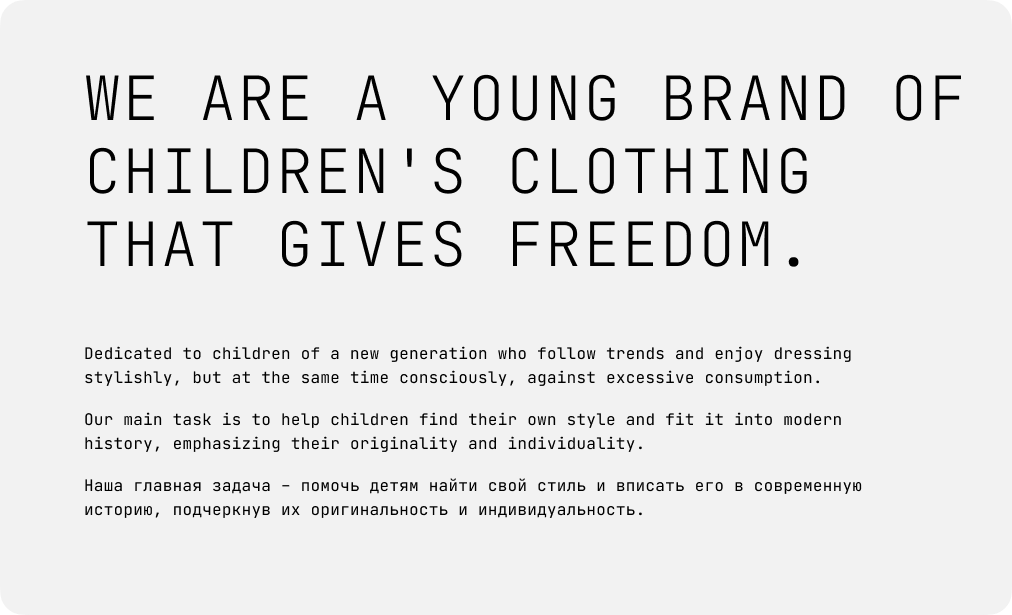 WE ARE A YOUNG BRAND OF
CHILDREN'S CLOTHING
THAT GIVES FREEDOM.
Dedicated to children of a new generation who follow trends and enjoy dressing
stylishly, but at the same time consciously, against excessive consumption.
Our main task is to help children find their own style and fit it into modern
history, emphasizing their originality and individuality.
Наша главная задача – помочь детям найти свой стиль и вписать его в современную
историю, подчеркнув их оригинальность и индивидуальность.